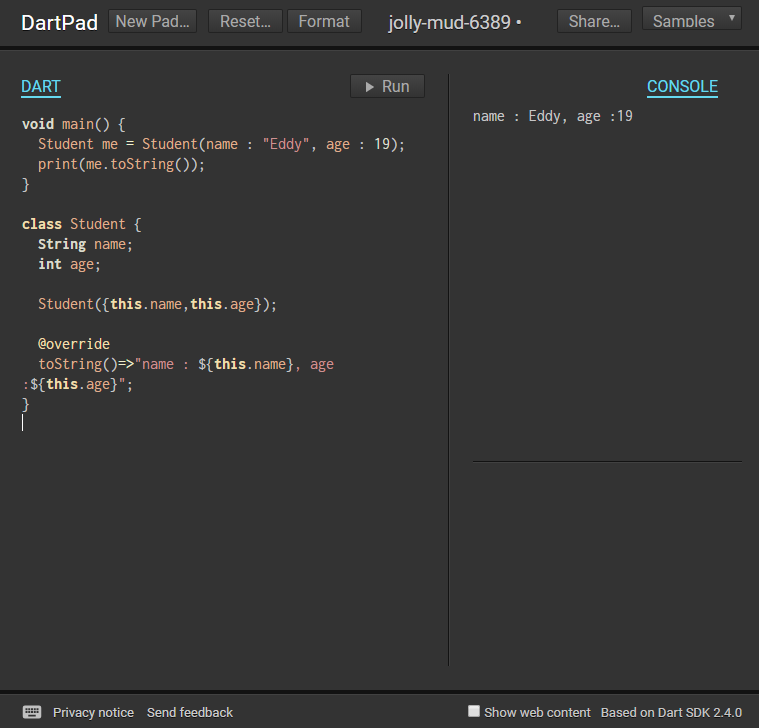 DartPad New Pad... Reset... Format jolly-mud-6389 • Share... Samples
DART Run
void main() {
  Student me = Student(name : "Eddy", age : 19);
  print(me.toString());
}
class Student {
  String name;
  int age;
  Student({this.name,this.age});
  @override
  toString()=>"name : ${this.name}, age
:${this.age}";
}
CONSOLE
name : Eddy, age :19
Privacy notice Send feedback Show web content Based on Dart SDK 2.4.0